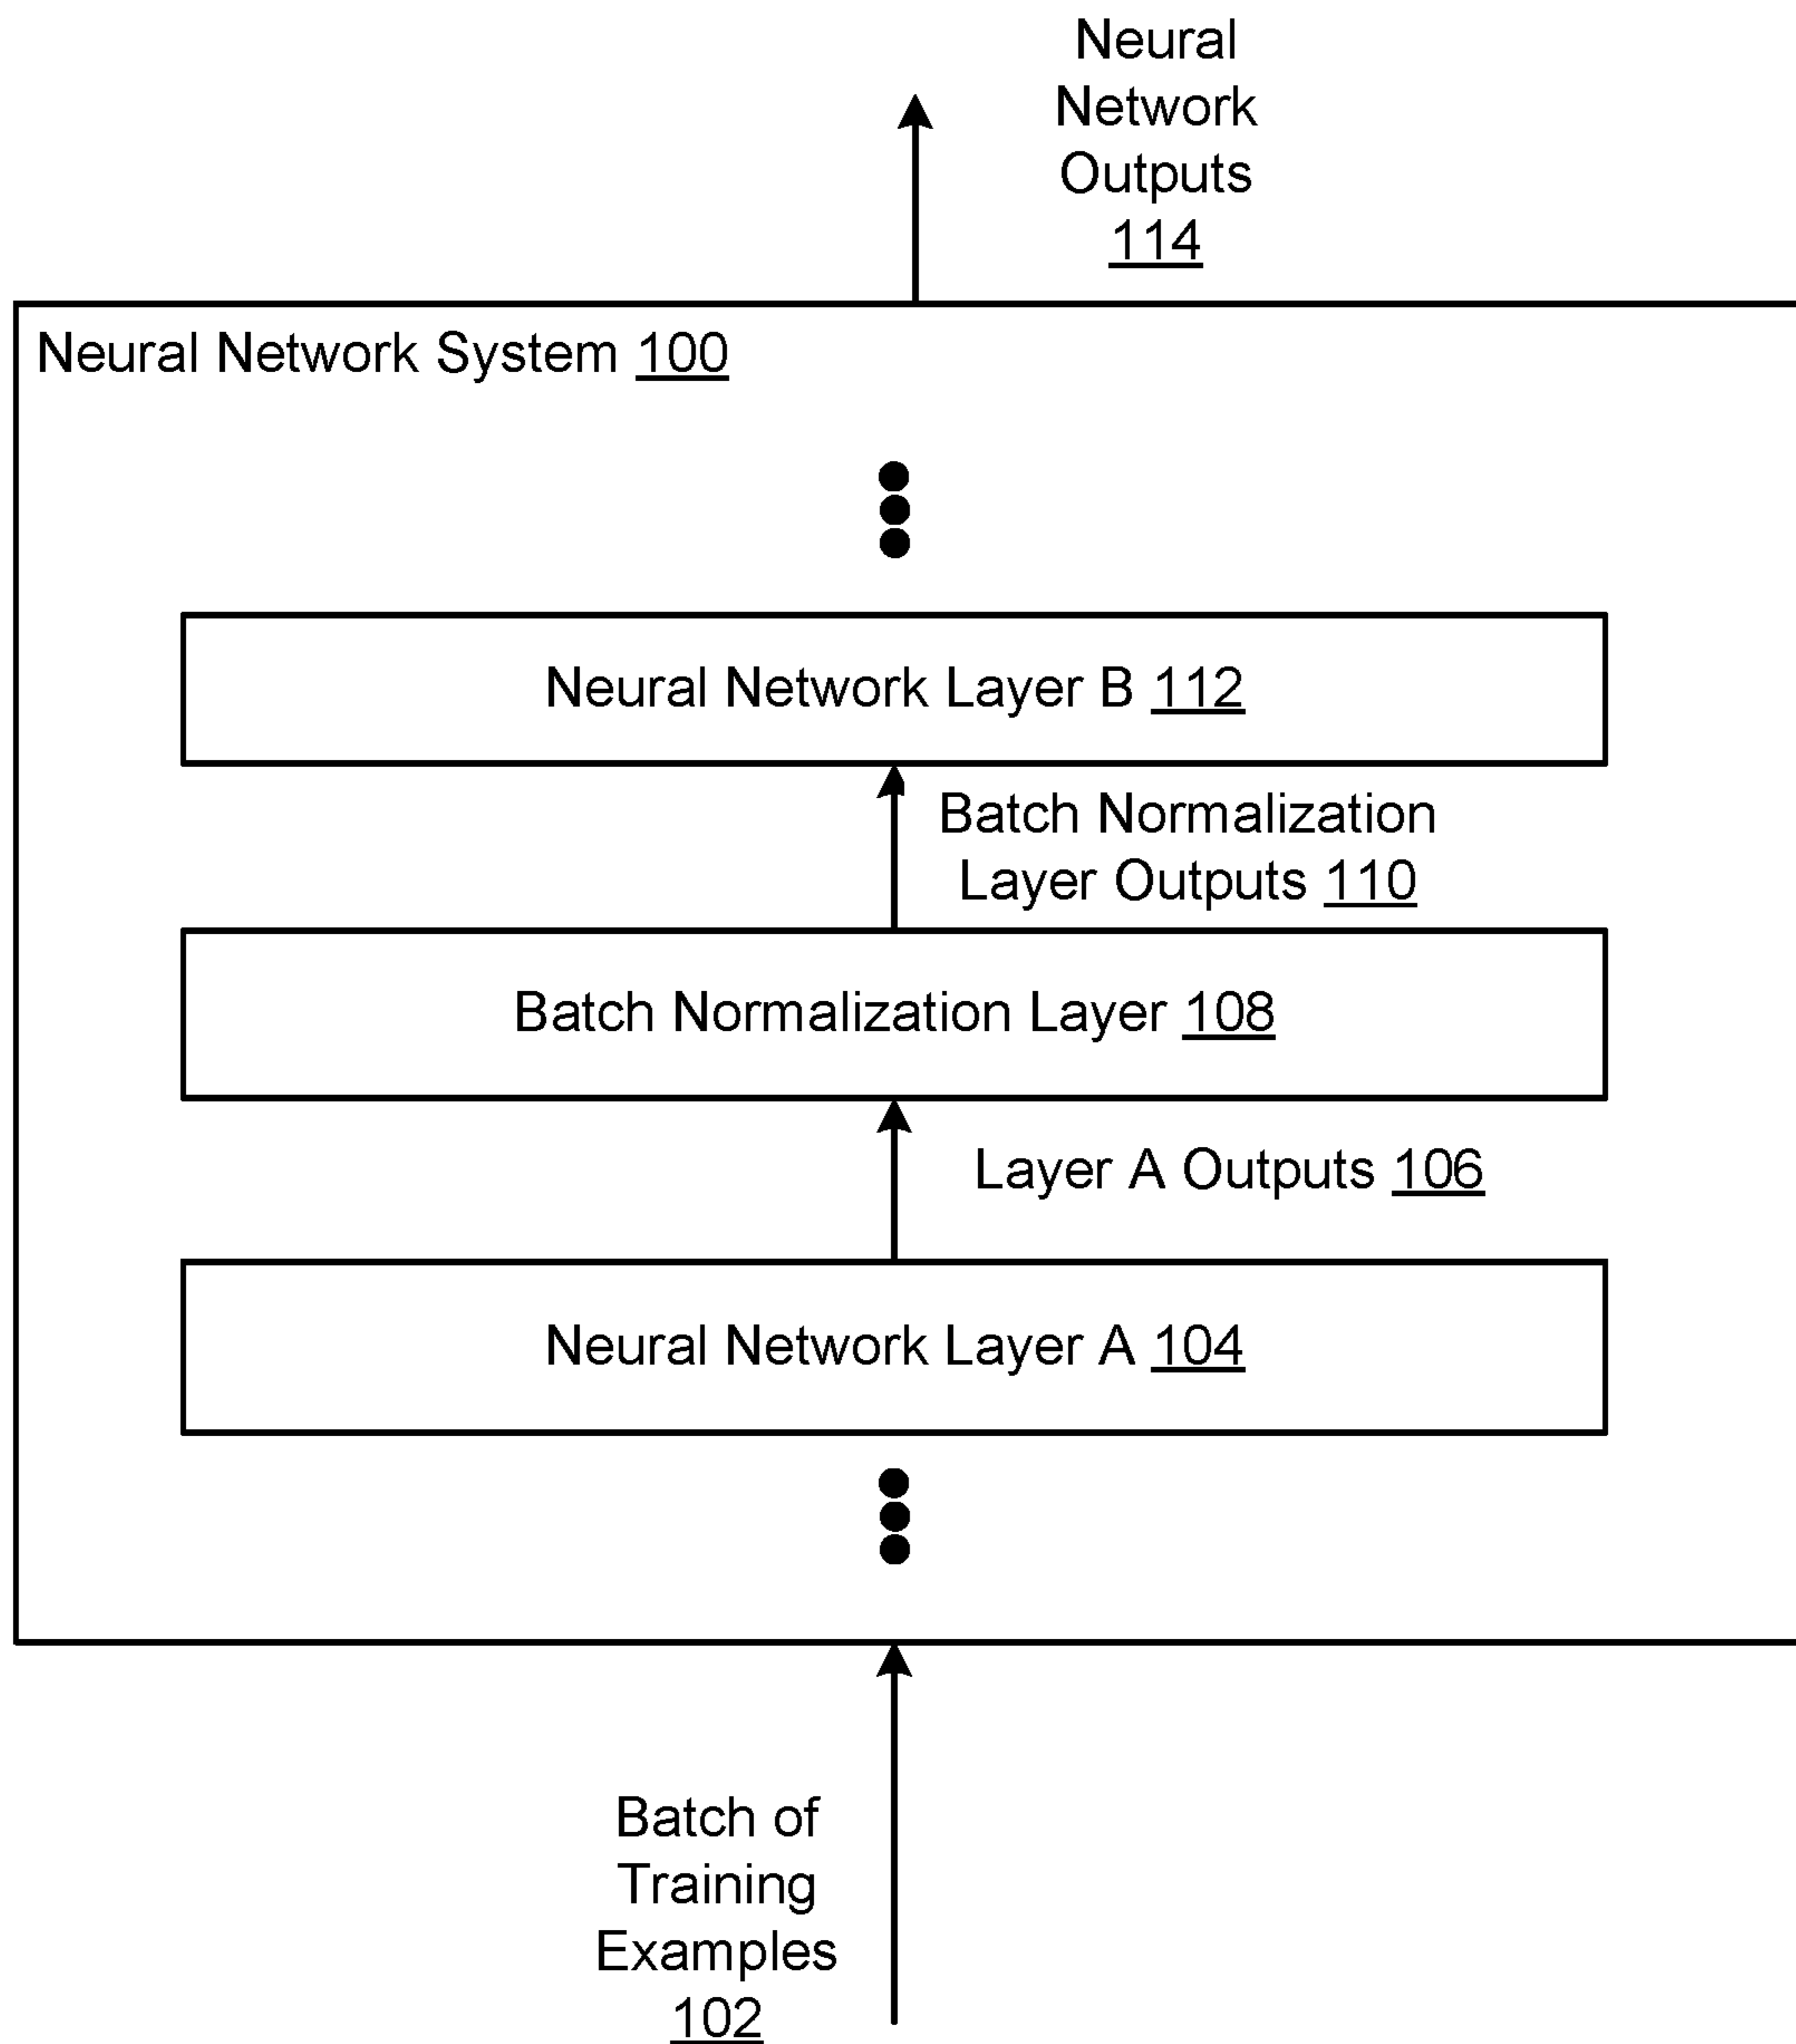 Neural
Network
Outputs
114
Neural Network System 100
Neural Network Layer B 112
Batch Normalization
Layer Outputs 110
Batch Normalization Layer 108
Layer A Outputs 106
Neural Network Layer A 104
Batch of
Training
Examples
102